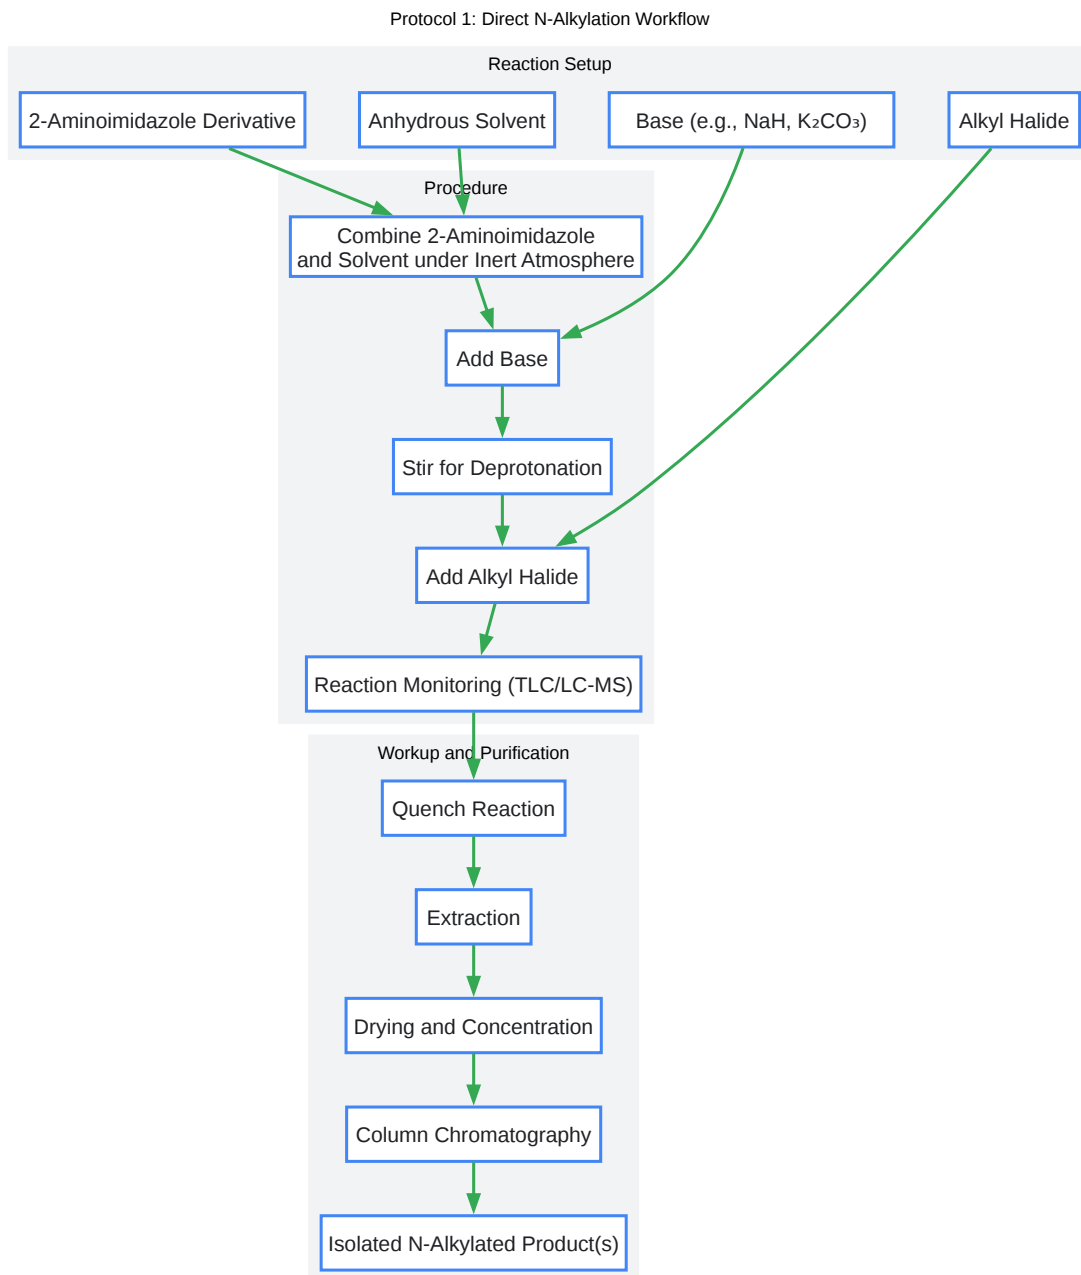 Protocol 1: Direct N-Alkylation Workflow
Reaction Setup
2-Aminoimidazole Derivative
Anhydrous Solvent
Base (e.g., NaH, K₂CO₃)
Alkyl Halide
Procedure
Combine 2-Aminoimidazole
and Solvent under Inert Atmosphere
Add Base
Stir for Deprotonation
Add Alkyl Halide
Reaction Monitoring (TLC/LC-MS)
Workup and Purification
Quench Reaction
Extraction
Drying and Concentration
Column Chromatography
Isolated N-Alkylated Product(s)